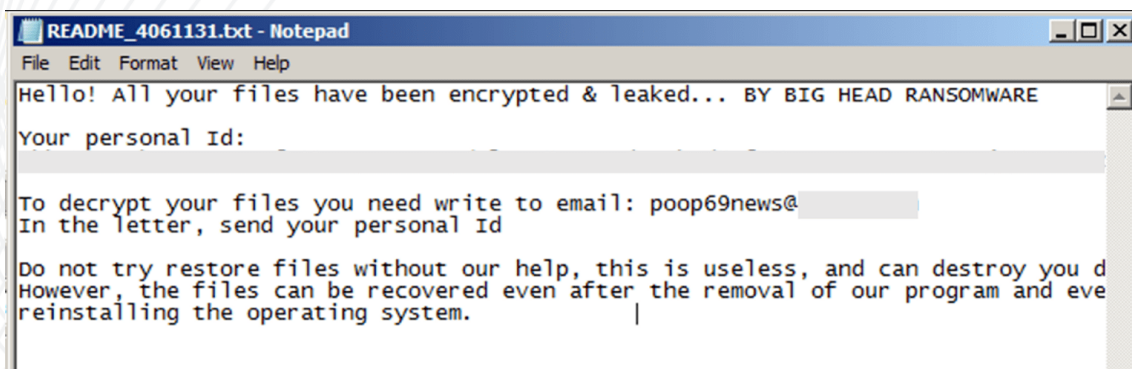 README_4061131.txt - Notepad
File Edit Format View Help
Hello! All your files have been encrypted & leaked... BY BIG HEAD RANSOMWARE
Your personal Id:
To decrypt your files you need write to email: poop69news@
In the letter, send your personal Id
Do not try restore files without our help, this is useless, and can destroy you d
However, the files can be recovered even after the removal of our program and eve
reinstalling the operating system.